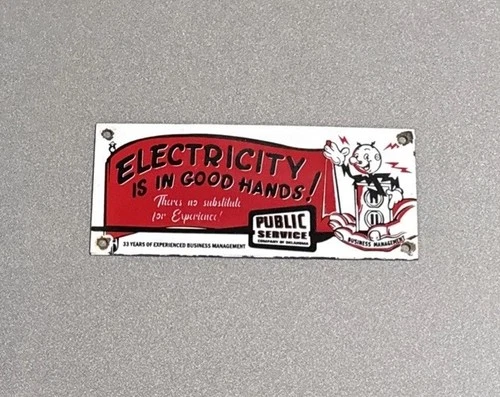 ELECTRICITY
IS IN GOOD HANDS!
Theres no substitute
for Experience!
PUBLIC
SERVICE
COMPANY OF OKLAHOMA
33 YEARS OF EXPERIENCED BUSINESS MANAGEMENT
BUSINESS MANAGEMENT